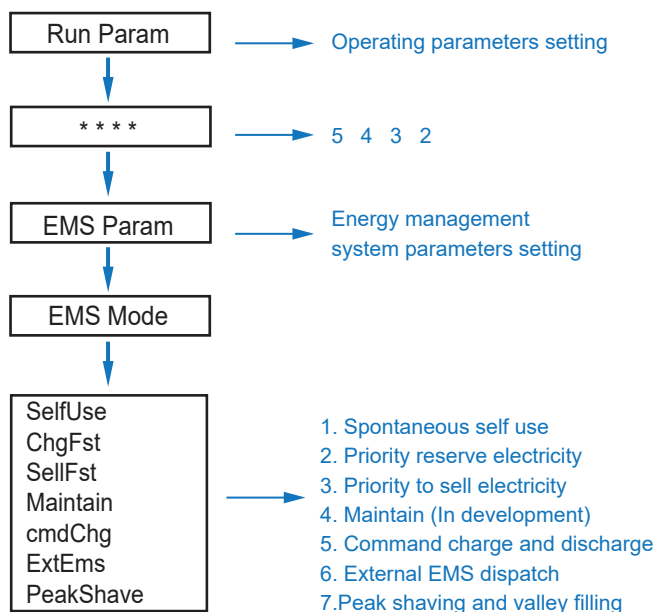 Run Param
Operating parameters setting
* * * *
5 4 3 2
EMS Param
Energy management
system parameters setting
EMS Mode
SelfUse
ChgFst
SellFst
Maintain
cmdChg
ExtEms
PeakShave
1. Spontaneous self use
2. Priority reserve electricity
3. Priority to sell electricity
4. Maintain (In development)
5. Command charge and discharge
6. External EMS dispatch
7.Peak shaving and valley filling